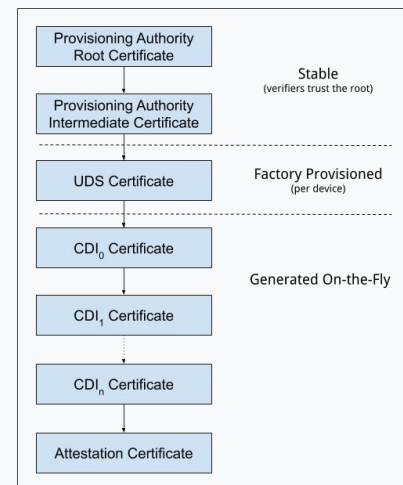 Provisioning Authority
Root Certificate
Stable
(verifiers trust the root)
Provisioning Authority
Intermediate Certificate
UDS Certificate
Factory Provisioned
(per device)
CDI₀ Certificate
Generated On-the-Fly
CDI₁ Certificate
CDIₙ Certificate
Attestation Certificate